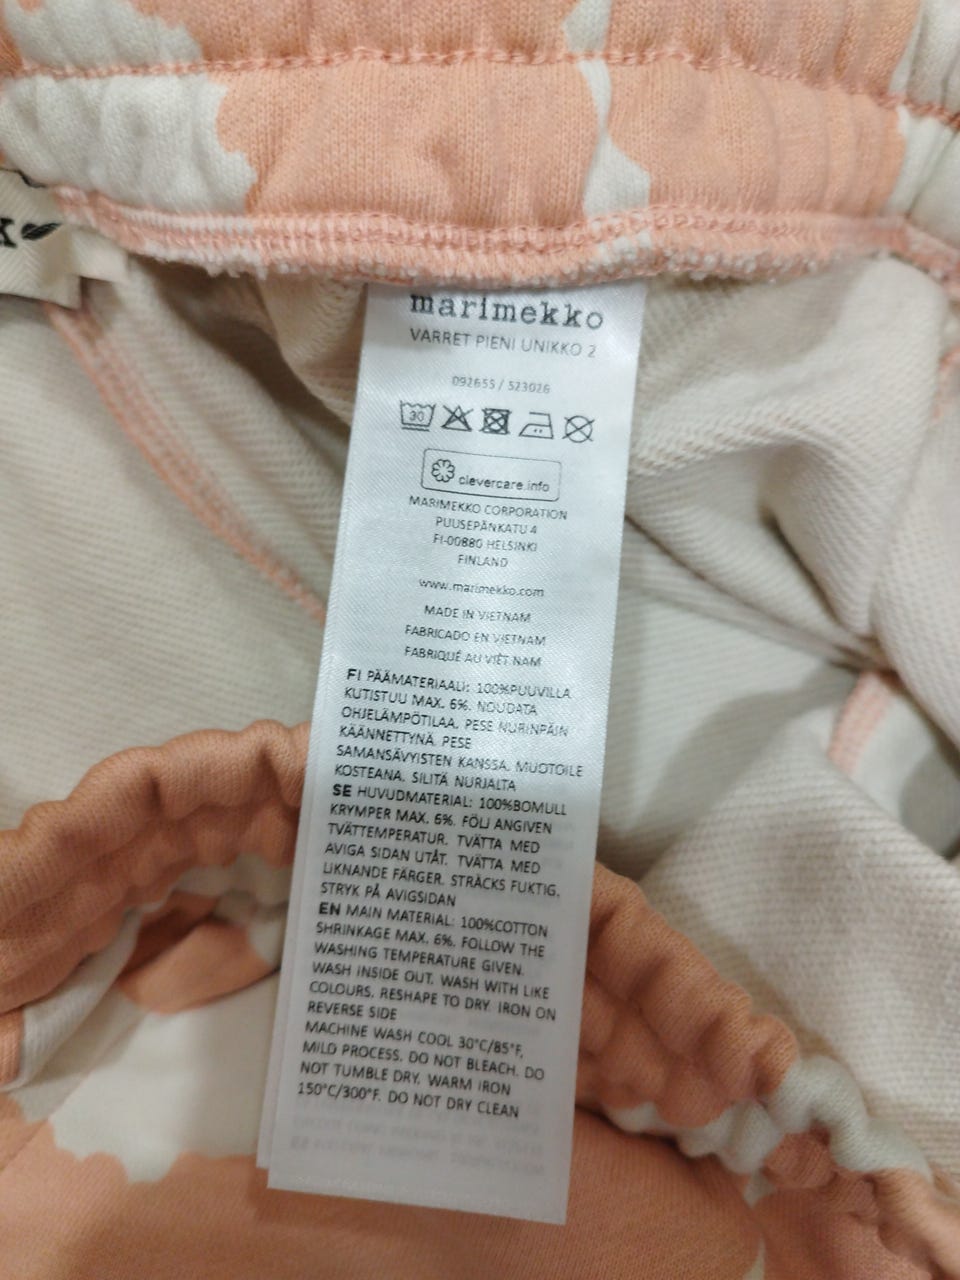 marimekko
VARRET PIENI UNIKKO 2
092655 / 523026
30
clevercare.info
MARIMEKKO CORPORATION
PUUSEPÄNKATU 4
FI-00880 HELSINKI
FINLAND
www.marimekko.com
MADE IN VIETNAM
FABRICADO EN VIETNAM
FABRIQUÉ AU VIÊT NAM
FI PÄÄMATERIAALI: 100%PUUVILLA
KUTISTUU MAX. 6%. NOUDATA
OHJELÄMPÖTILAA. PESE NURINPÄIN
KÄÄNNETTYNÄ. PESE
SAMANSÄVYISTEN KANSSA. MUOTOILE
KOSTEANA. SILITÄ NURJALTA
SE HUVUDMATERIAL: 100%BOMULL
KRYMPER MAX. 6%. FÖLJ ANGIVEN
TVÄTTEMPERATUR. TVÄTTA MED
AVIGA SIDAN UTÅT. TVÄTTA MED
LIKNANDE FÄRGER. STRÄCKS FUKTIG.
STRYK PÅ AVIGSIDAN
EN MAIN MATERIAL: 100%COTTON
SHRINKAGE MAX. 6%. FOLLOW THE
WASHING TEMPERATURE GIVEN.
WASH INSIDE OUT. WASH WITH LIKE
COLOURS. RESHAPE TO DRY. IRON ON
REVERSE SIDE
MACHINE WASH COOL 30°C/85°F,
MILD PROCESS. DO NOT BLEACH. DO
NOT TUMBLE DRY. WARM IRON
150°C/300°F. DO NOT DRY CLEAN